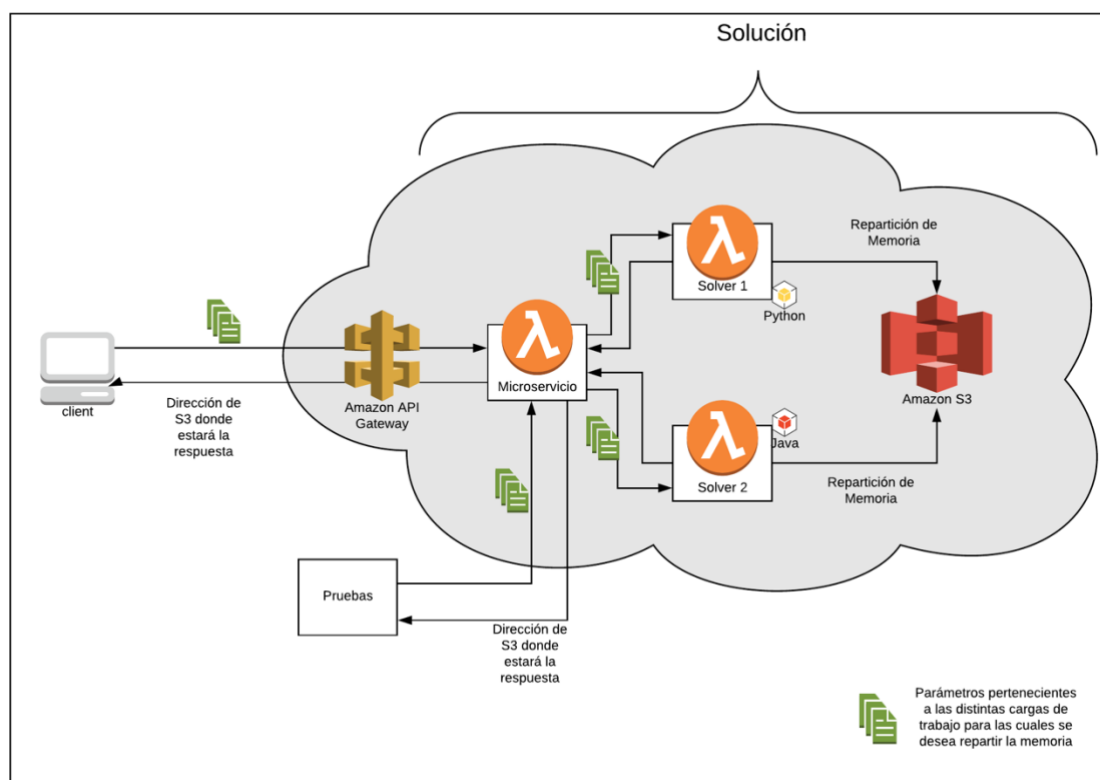 Solución
Repartición de
Memoria
Solver 1
Python
client
Dirección de
S3 donde
estará la
respuesta
Amazon API
Gateway
Microservicio
Amazon S3
Java
Solver 2
Repartición de
Memoria
Pruebas
Dirección de
S3 donde
estará la
respuesta
Parámetros pertenecientes
a las distintas cargas de
trabajo para las cuales se
desea repartir la memoria